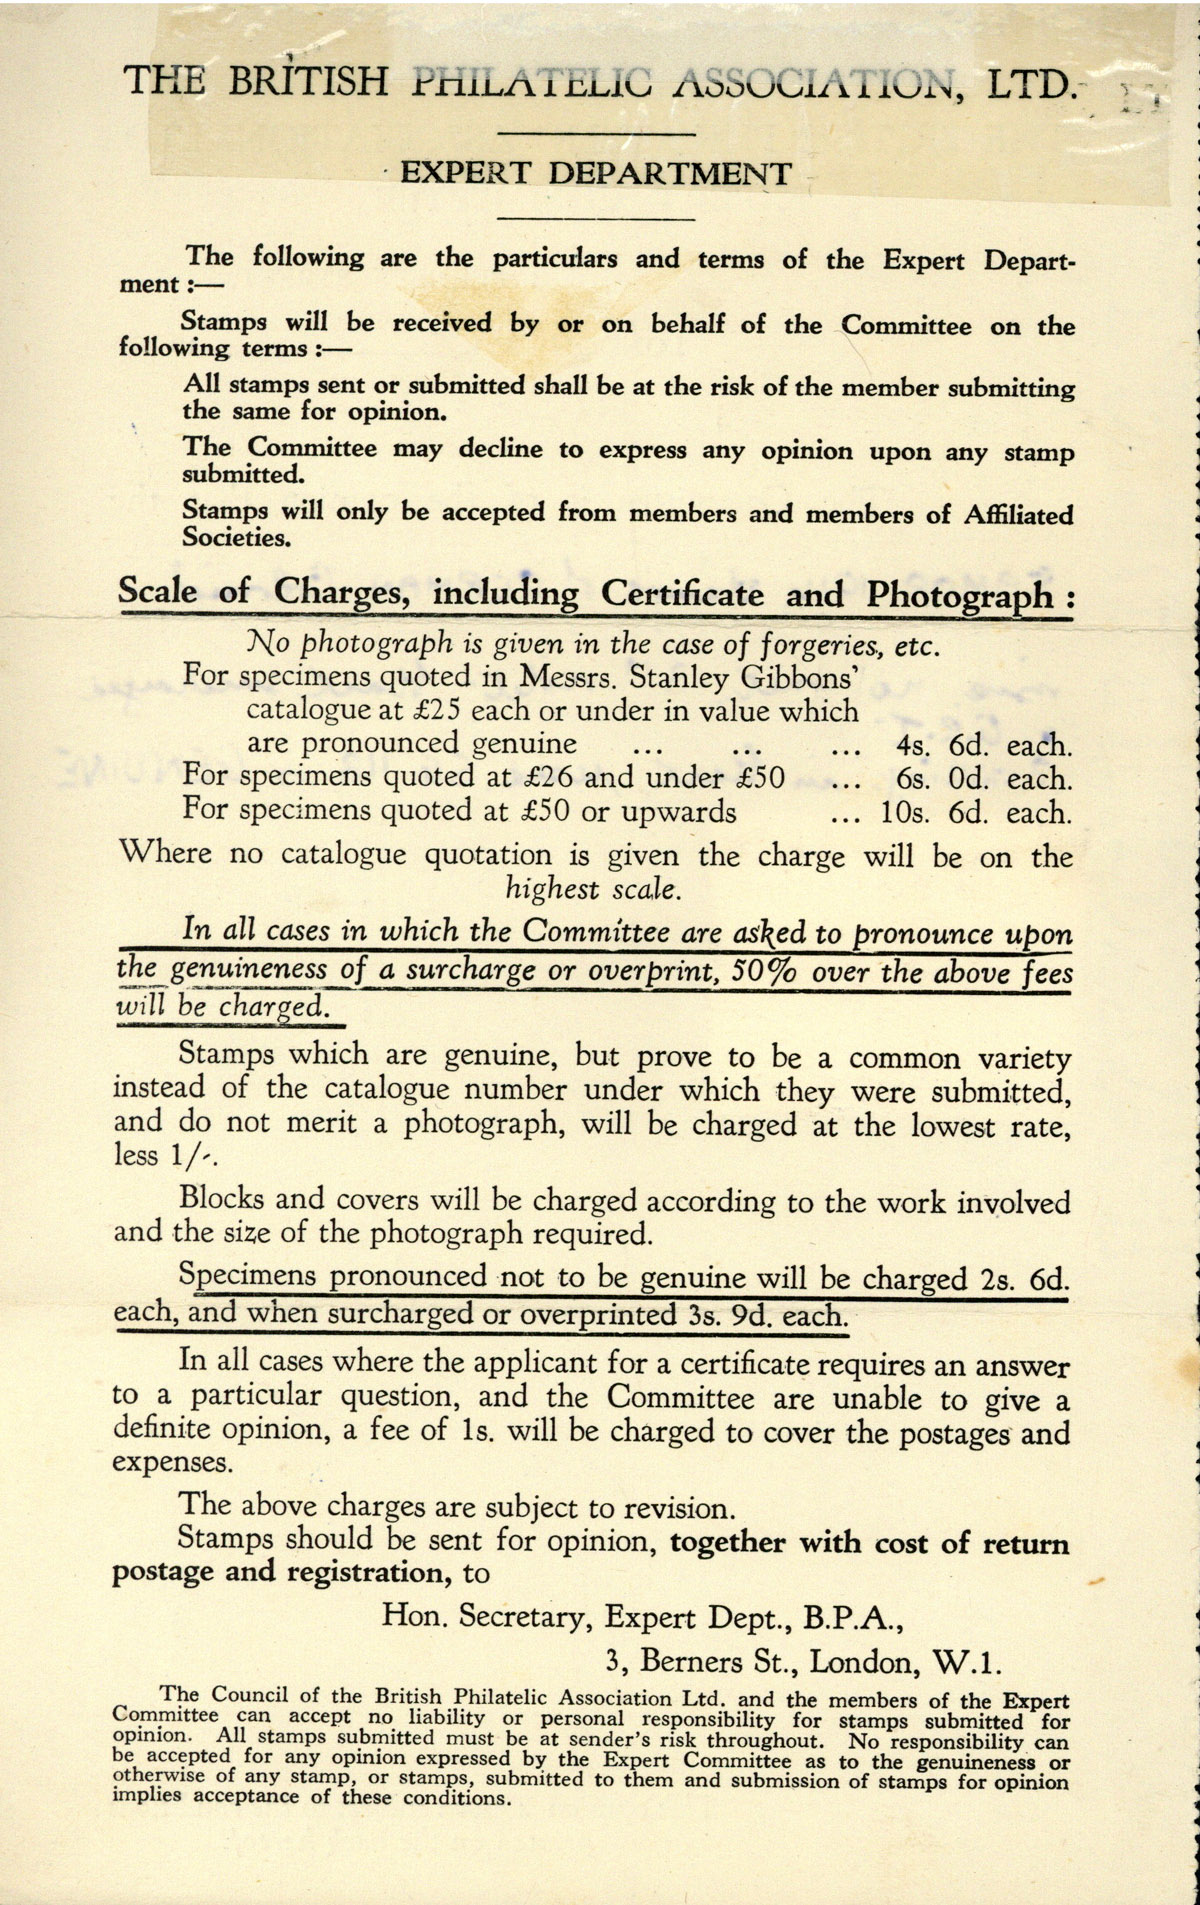 THE BRITISH PHILATELIC ASSOCIATION, LTD.
EXPERT DEPARTMENT
The following are the particulars and terms of the Expert Depart-
ment :—
Stamps will be received by or on behalf of the Committee on the
following terms :—
All stamps sent or submitted shall be at the risk of the member submitting
the same for opinion.
The Committee may decline to express any opinion upon any stamp
submitted.
Stamps will only be accepted from members and members of Affiliated
Societies.
Scale of Charges, including Certificate and Photograph :
No photograph is given in the case of forgeries, etc.
For specimens quoted in Messrs. Stanley Gibbons'
catalogue at £25 each or under in value which
are pronounced genuine ... ... ... 4s. 6d. each.
For specimens quoted at £26 and under £50 ... 6s. 0d. each.
For specimens quoted at £50 or upwards ... 10s. 6d. each.
Where no catalogue quotation is given the charge will be on the
highest scale.
In all cases in which the Committee are asked to pronounce upon
the genuineness of a surcharge or overprint, 50% over the above fees
will be charged.
Stamps which are genuine, but prove to be a common variety
instead of the catalogue number under which they were submitted,
and do not merit a photograph, will be charged at the lowest rate,
less 1/-.
Blocks and covers will be charged according to the work involved
and the size of the photograph required.
Specimens pronounced not to be genuine will be charged 2s. 6d.
each, and when surcharged or overprinted 3s. 9d. each.
In all cases where the applicant for a certificate requires an answer
to a particular question, and the Committee are unable to give a
definite opinion, a fee of 1s. will be charged to cover the postages and
expenses.
The above charges are subject to revision.
Stamps should be sent for opinion, together with cost of return
postage and registration, to
Hon. Secretary, Expert Dept., B.P.A.,
3, Berners St., London, W.1.
The Council of the British Philatelic Association Ltd. and the members of the Expert
Committee can accept no liability or personal responsibility for stamps submitted for
opinion. All stamps submitted must be at sender's risk throughout. No responsibility can
be accepted for any opinion expressed by the Expert Committee as to the genuineness or
otherwise of any stamp, or stamps, submitted to them and submission of stamps for opinion
implies acceptance of these conditions.